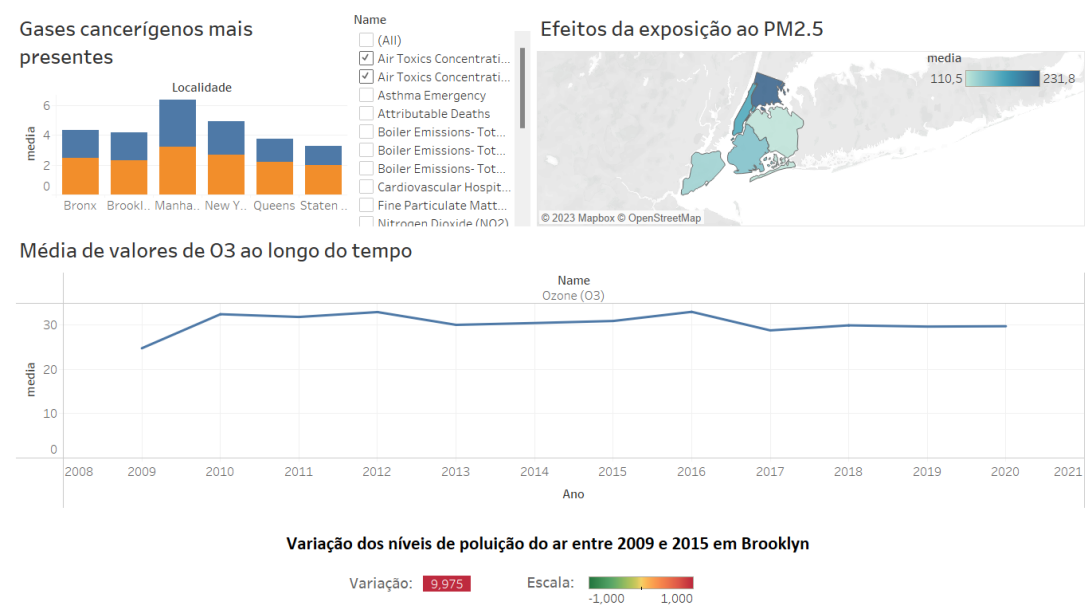 Gases cancerígenos mais
presentes
Localidade
media
6
4
2
0
Bronx Brookl.. Manha.. New Y.. Queens Staten ..
Name
(All)
Air Toxics Concentrati...
Air Toxics Concentrati...
Asthma Emergency
Attributable Deaths
Boiler Emissions- Tot...
Boiler Emissions- Tot...
Boiler Emissions- Tot...
Cardiovascular Hospit...
Fine Particulate Matt...
Nitrogen Dioxide (NO2)
Efeitos da exposição ao PM2.5
media
110,5 231,8
© 2023 Mapbox © OpenStreetMap
Média de valores de O3 ao longo do tempo
Name
Ozone (O3)
media
30
20
10
0
2008 2009 2010 2011 2012 2013 2014 2015 2016 2017 2018 2019 2020 2021
Ano
Variação dos níveis de poluição do ar entre 2009 e 2015 em Brooklyn
Variação: 9,975
Escala:
-1,000 1,000